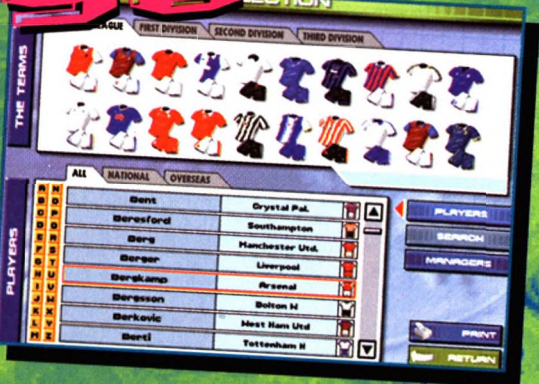 FIRST DIVISION
SECOND DIVISION
THIRD DIVISION
THE TEAMS
ALL
NATIONAL
OVERSEAS
PLAYERS
A N
B O
C P
D Q
E R
F S
G T
H U
I V
J W
K X
L Y
M Z
Bent Crystal Pal.
Beresford Southampton
Berg Manchester Utd.
Berger Liverpool
Bergkamp Arsenal
Bergsson Bolton W
Berkovic West Ham Utd
Berti Tottenham H
PLAYERS
SEARCH
MANAGERS
PRINT
RETURN